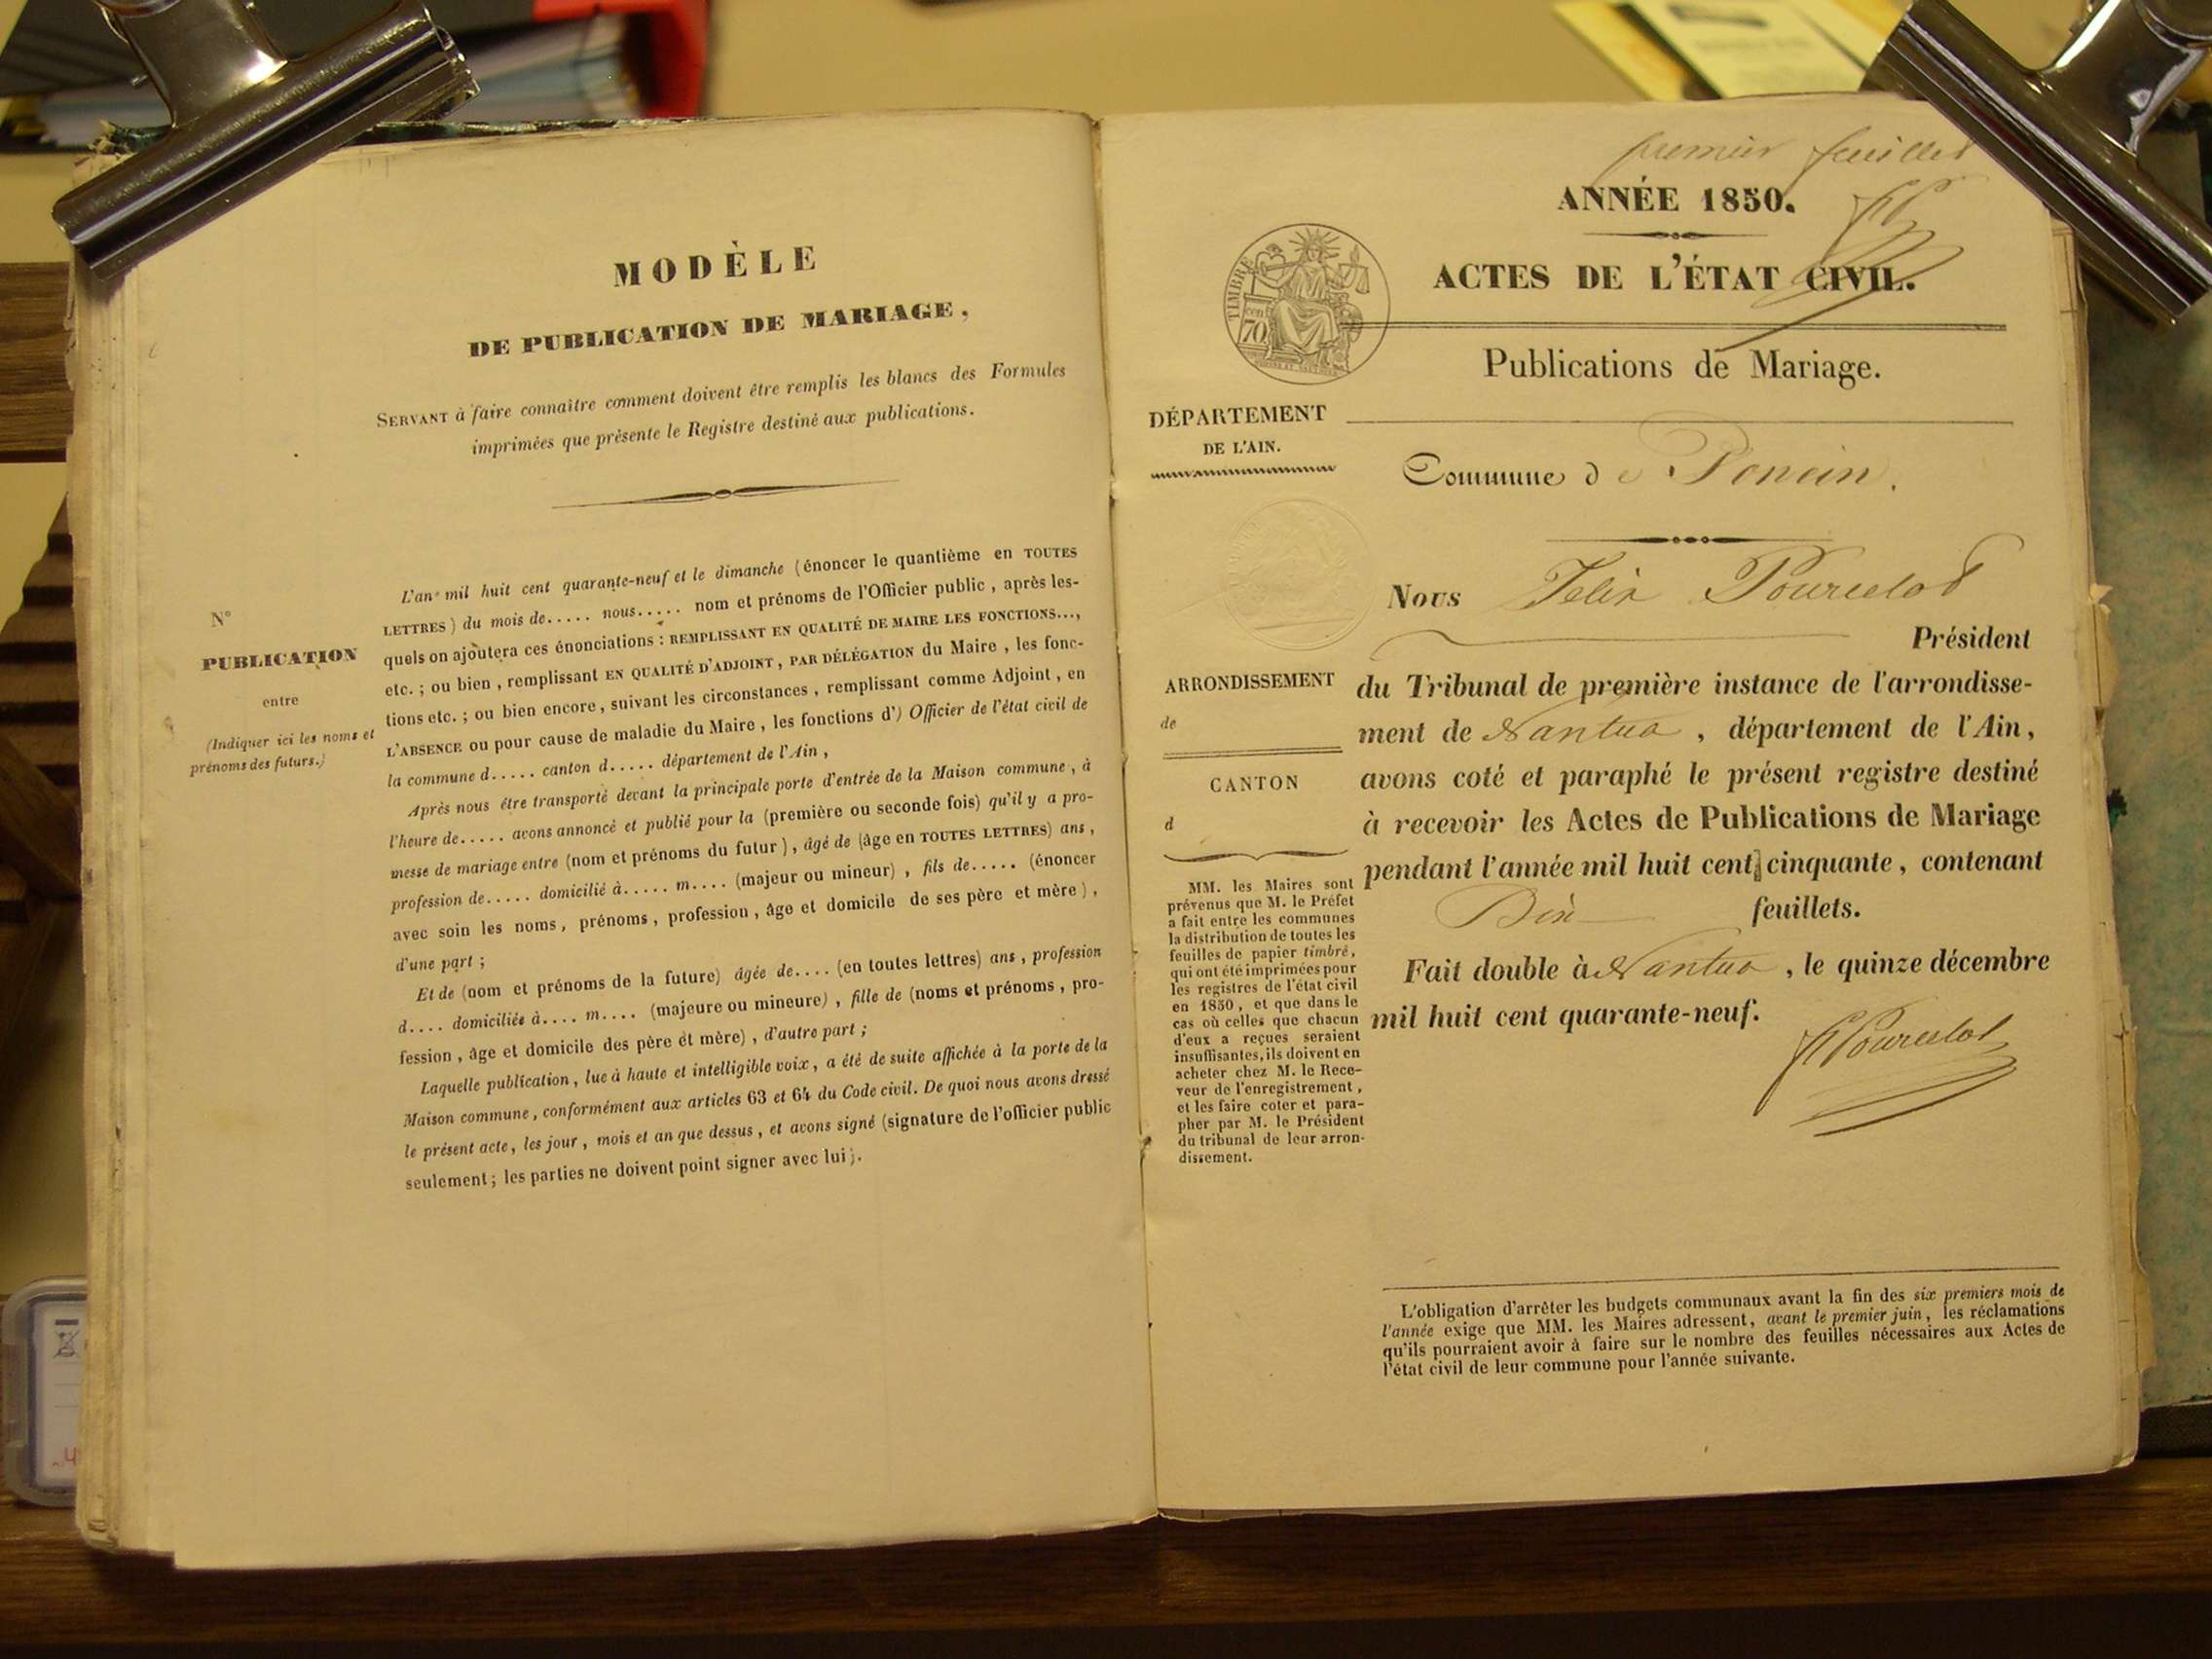 MODÈLE
DE PUBLICATION DE MARIAGE,
SERVANT à faire connaître comment doivent être remplis les blancs des Formules
imprimées que présente le Registre destiné aux publications.
N°
PUBLICATION
entre
(Indiquer ici les noms et
prénoms des futurs.)
L'an mil huit cent quarante-neuf et le dimanche (énoncer le quantième en TOUTES
LETTRES) du mois de..... nous..... nom et prénoms de l'Officier public, après les-
quels on ajoutera ces énonciations : REMPLISSANT EN QUALITÉ DE MAIRE LES FONCTIONS...,
etc. ; ou bien, remplissant EN QUALITÉ D'ADJOINT, PAR DÉLÉGATION du Maire, les fonc-
tions etc. ; ou bien encore, suivant les circonstances, remplissant comme Adjoint, en
L'ABSENCE ou pour cause de maladie du Maire, les fonctions d') Officier de l'état civil de
la commune d..... canton d..... département de l'Ain,
Après nous être transporté devant la principale porte d'entrée de la Maison commune, à
l'heure de..... avons annoncé et publié pour la (première ou seconde fois) qu'il y a pro-
messe de mariage entre (nom et prénoms du futur), âgé de (âge en TOUTES LETTRES) ans,
profession de..... domicilié à..... m.... (majeur ou mineur), fils de..... (énoncer
avec soin les noms, prénoms, profession, âge et domicile de ses père et mère),
d'une part ;
Et de (nom et prénoms de la future) âgée de.... (en toutes lettres) ans, profession
d.... domiciliée à.... m.... (majeure ou mineure), fille de (noms et prénoms, pro-
fession, âge et domicile des père et mère), d'autre part ;
Laquelle publication, lue à haute et intelligible voix, a été de suite affichée à la porte de la
Maison commune, conformément aux articles 63 et 64 du Code civil. De quoi nous avons dressé
le présent acte, les jour, mois et an que dessus, et avons signé (signature de l'officier public
seulement ; les parties ne doivent point signer avec lui).
premier feuillet
ANNÉE 1850.
ACTES DE L'ÉTAT CIVIL.
TIMBRE
cen
70
Publications de Mariage.
DÉPARTEMENT
DE L'AIN.
Commune de Poncin.
Nous Felix Pourcelot
Président
du Tribunal de première instance de l'arrondisse-
ment de Nantua, département de l'Ain,
avons coté et paraphé le présent registre destiné
à recevoir les Actes de Publications de Mariage
pendant l'année mil huit cent cinquante, contenant
Dix feuillets.
Fait double à Nantua, le quinze décembre
mil huit cent quarante-neuf.
Pourcelot
ARRONDISSEMENT
de
CANTON
d
MM. les Maires sont
prévenus que M. le Préfet
a fait entre les communes
la distribution de toutes les
feuilles de papier timbré,
qui ont été imprimées pour
les registres de l'état civil
en 1850, et que dans le
cas où celles que chacun
d'eux a reçues seraient
insuffisantes, ils doivent en
acheter chez M. le Rece-
veur de l'enregistrement,
et les faire coter et para-
pher par M. le Président
du tribunal de leur arron-
dissement.
L'obligation d'arrêter les budgets communaux avant la fin des six premiers mois de
l'année exige que MM. les Maires adressent, avant le premier juin, les réclamations
qu'ils pourraient avoir à faire sur le nombre des feuilles nécessaires aux Actes de
l'état civil de leur commune pour l'année suivante.